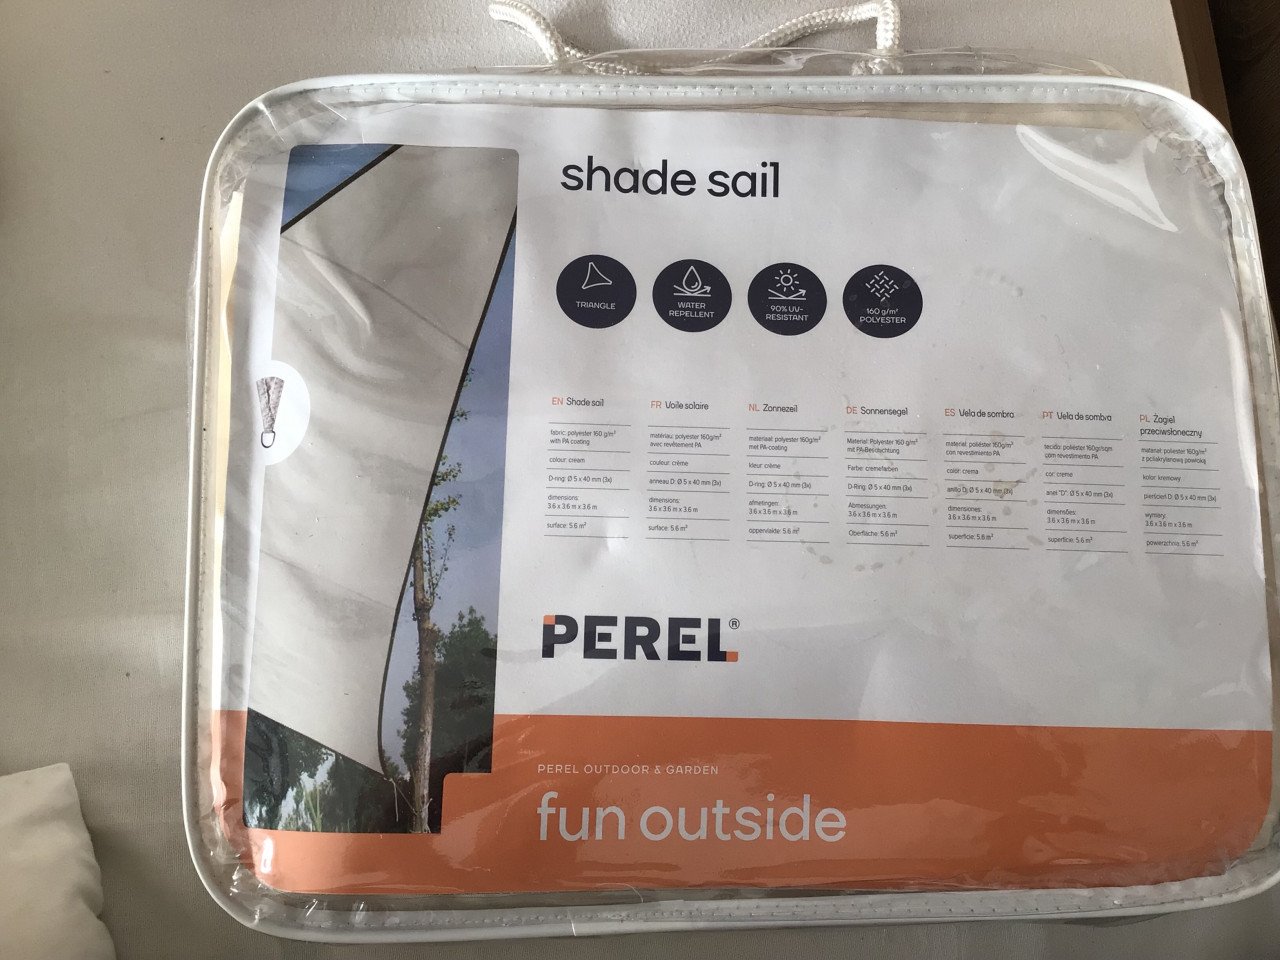 shade sail
TRIANGLE
WATER
REPELLENT
90% UV-
RESISTANT
160 g/m²
POLYESTER
EN Shade sail
fabric: polyester 160 g/m²
with PA coating
colour: cream
D-ring: Ø 5 x 40 mm (3x)
dimensions:
3.6 x 3.6 m x 3.6 m
surface: 5.6 m²
FR Voile solaire
matériau: polyester 160g/m²
avec revêtement PA
couleur: crème
anneau D: Ø 5 x 40 mm (3x)
dimensions:
3.6 x 3.6 m x 3.6 m
surface: 5.6 m²
NL Zonnezeil
materiaal: polyester 160g/m²
met PA-coating
kleur: crème
D-ring: Ø 5 x 40 mm (3x)
afmetingen:
3.6 x 3.6 m x 3.6 m
oppervlakte: 5.6 m²
DE Sonnensegel
Material: Polyester 160 g/m²
mit PA-Beschichtung
Farbe: cremefarben
D-Ring: Ø 5 x 40 mm (3x)
Abmessungen:
3.6 x 3.6 m x 3.6 m
Oberfläche: 5.6 m²
ES Vela de sombra
material: poliéster 160g/m²
con revestimento PA
color: crema
anillo D: Ø 5 x 40 mm (3x)
dimensiones:
3.6 x 3.6 m x 3.6 m
superficie: 5.6 m²
PT Vela de sombra
tecido: poliéster 160gr/sqm
com revestimento PA
cor: creme
anel "D": Ø 5 x 40 mm (3x)
dimensões:
3.6 x 3.6 m x 3.6 m
superfície: 5.6 m²
PL Żagiel
przeciwsłoneczny
materiał: polyester 160g/m²
z poliakrylanową powłoką
kolor: kremowy
pierścień D: Ø 5 x 40 mm (3x)
wymiary:
3.6 x 3.6 m x 3.6 m
powierzchnia: 5.6 m²
PEREL®
PEREL OUTDOOR & GARDEN
fun outside